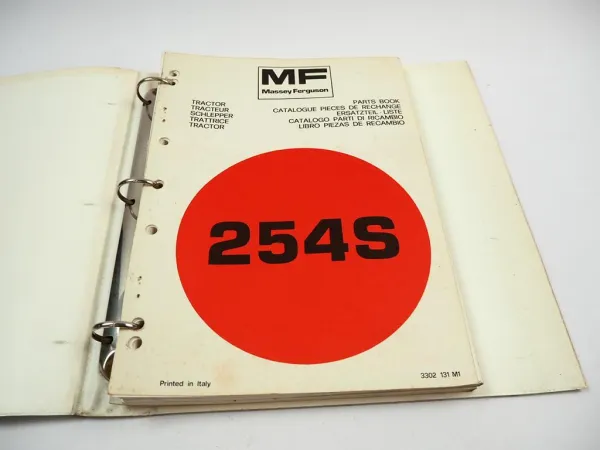 MF
Massey Ferguson
TRACTOR
TRACTEUR
SCHLEPPER
TRATTRICE
TRACTOR
PARTS BOOK
CATALOGUE PIECES DE RECHANGE
ERSATZTEIL-LISTE
CATALOGO PARTI DI RICAMBIO
LIBRO PIEZAS DE RECAMBIO
254S
Printed in Italy
3302 131 M1